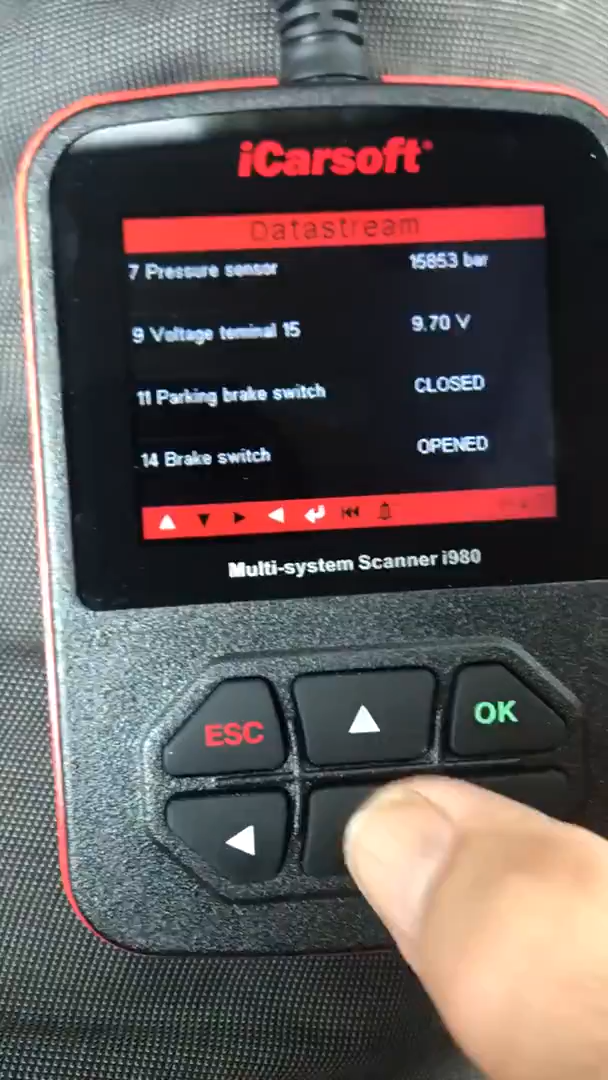 iCarsoft®
Datastream
7 Pressure sensor 15853 bar
9 Voltage teminal 15 9.70 V
11 Parking brake switch CLOSED
14 Brake switch OPENED
Multi-system Scanner i980
ESC
OK